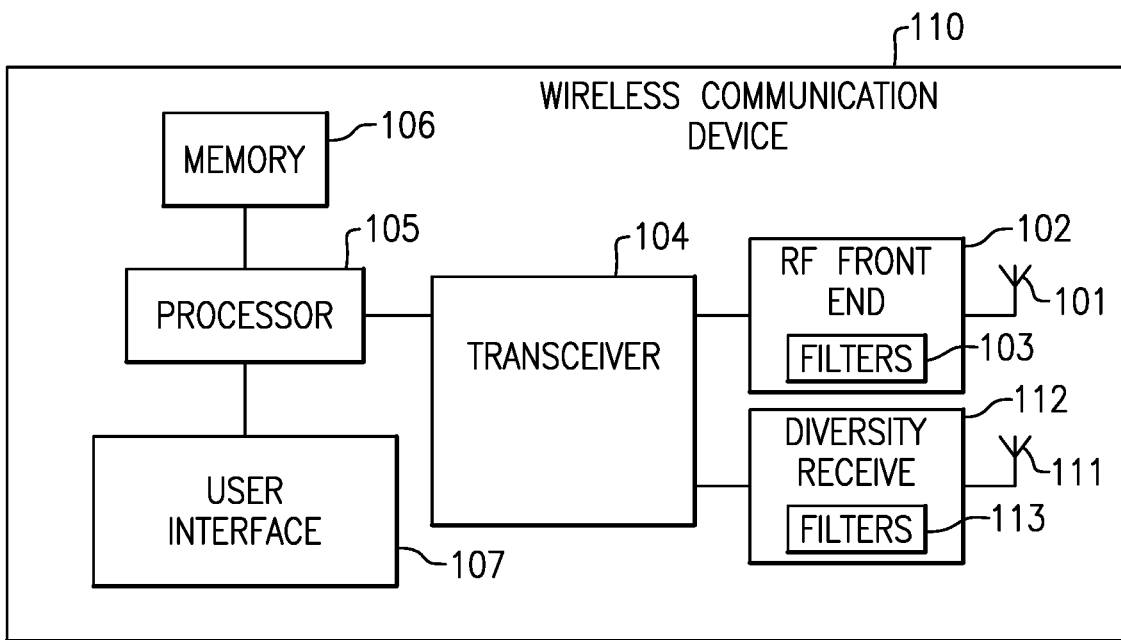 110
WIRELESS COMMUNICATION
DEVICE
106
MEMORY
105
PROCESSOR
104
TRANSCEIVER
102
RF FRONT
END
101
FILTERS
103
112
DIVERSITY
RECEIVE
111
FILTERS
113
USER
INTERFACE
107